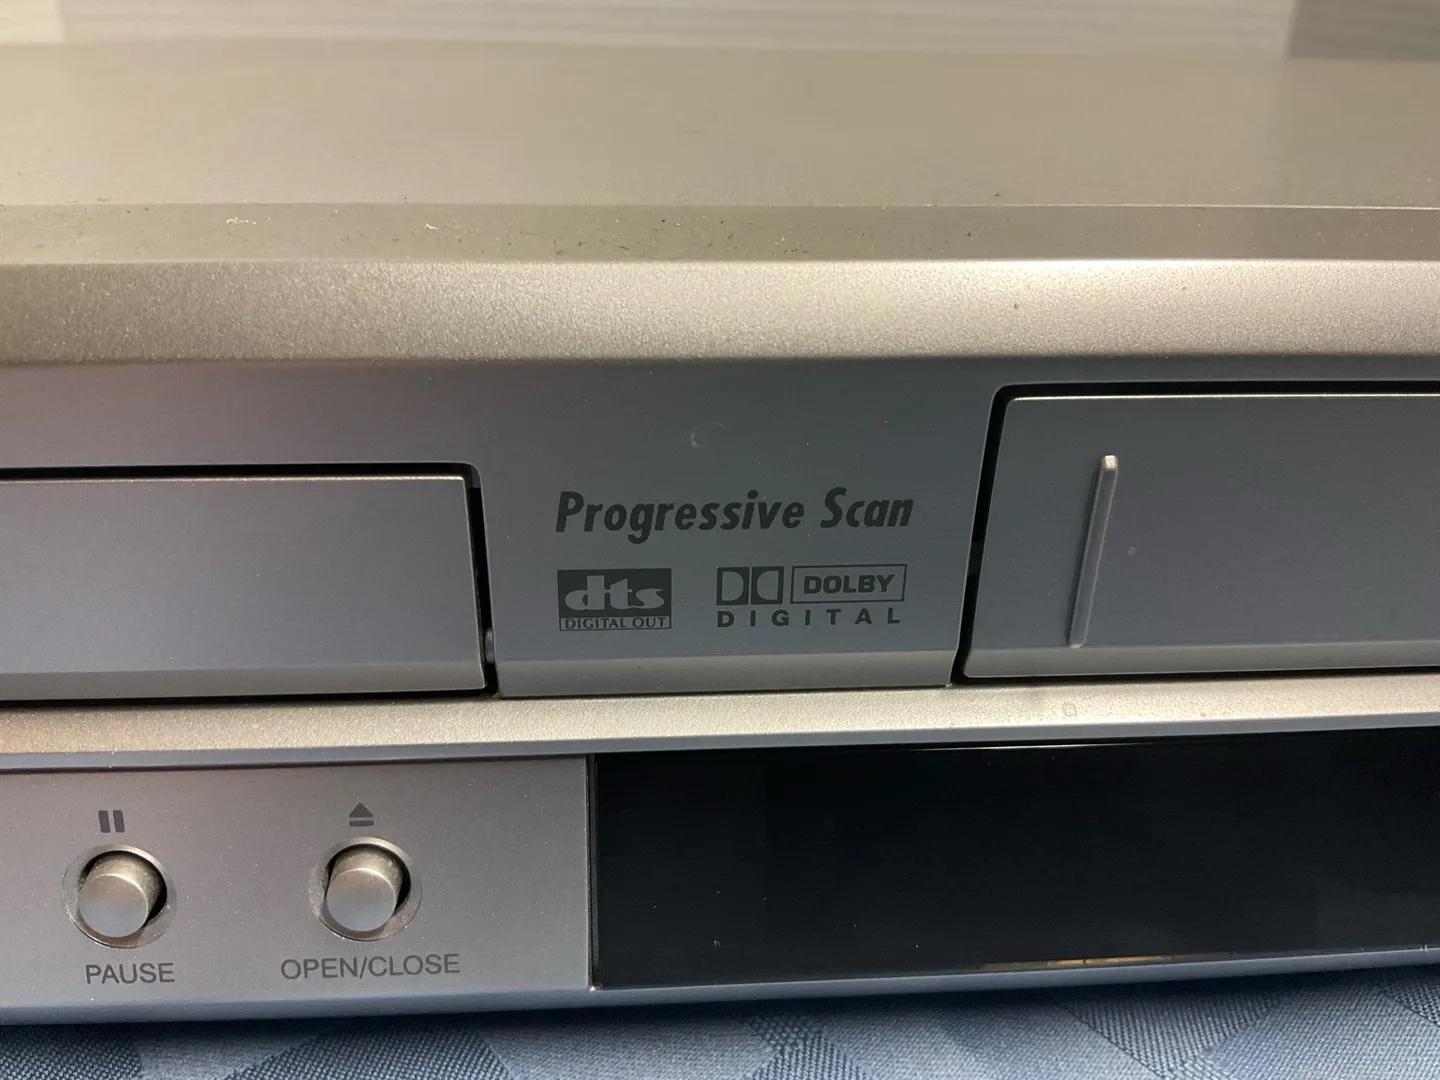 Progressive Scan
dts
DIGITAL OUT
DOLBY
DIGITAL
PAUSE
OPEN/CLOSE